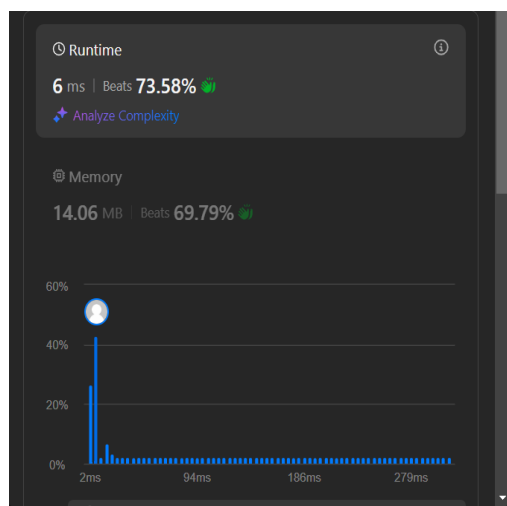 Runtime
6 ms | Beats 73.58%
Analyze Complexity
Memory
14.06 MB | Beats 69.79%
60%
40%
20%
0%
2ms 94ms 186ms 279ms